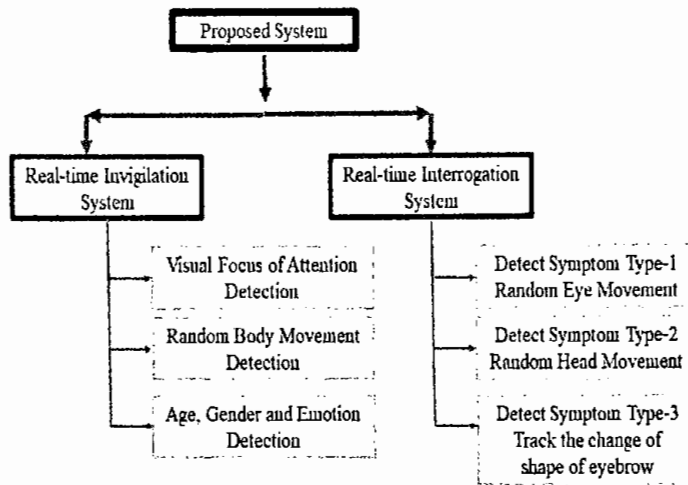 Proposed System
Real-time Invigilation
System
Real-time Interrogation
System
Visual Focus of Attention
Detection
Random Body Movement
Detection
Age, Gender and Emotion
Detection
Detect Symptom Type-1
Random Eye Movement
Detect Symptom Type-2
Random Head Movement
Detect Symptom Type-3
Track the change of
shape of eyebrow